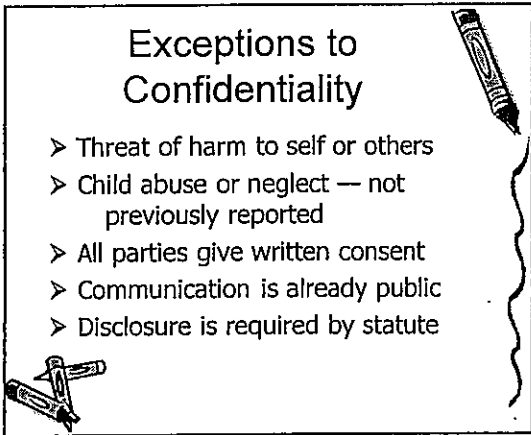 Exceptions to
Confidentiality
➢ Threat of harm to self or others
➢ Child abuse or neglect — not
previously reported
➢ All parties give written consent
➢ Communication is already public
➢ Disclosure is required by statute